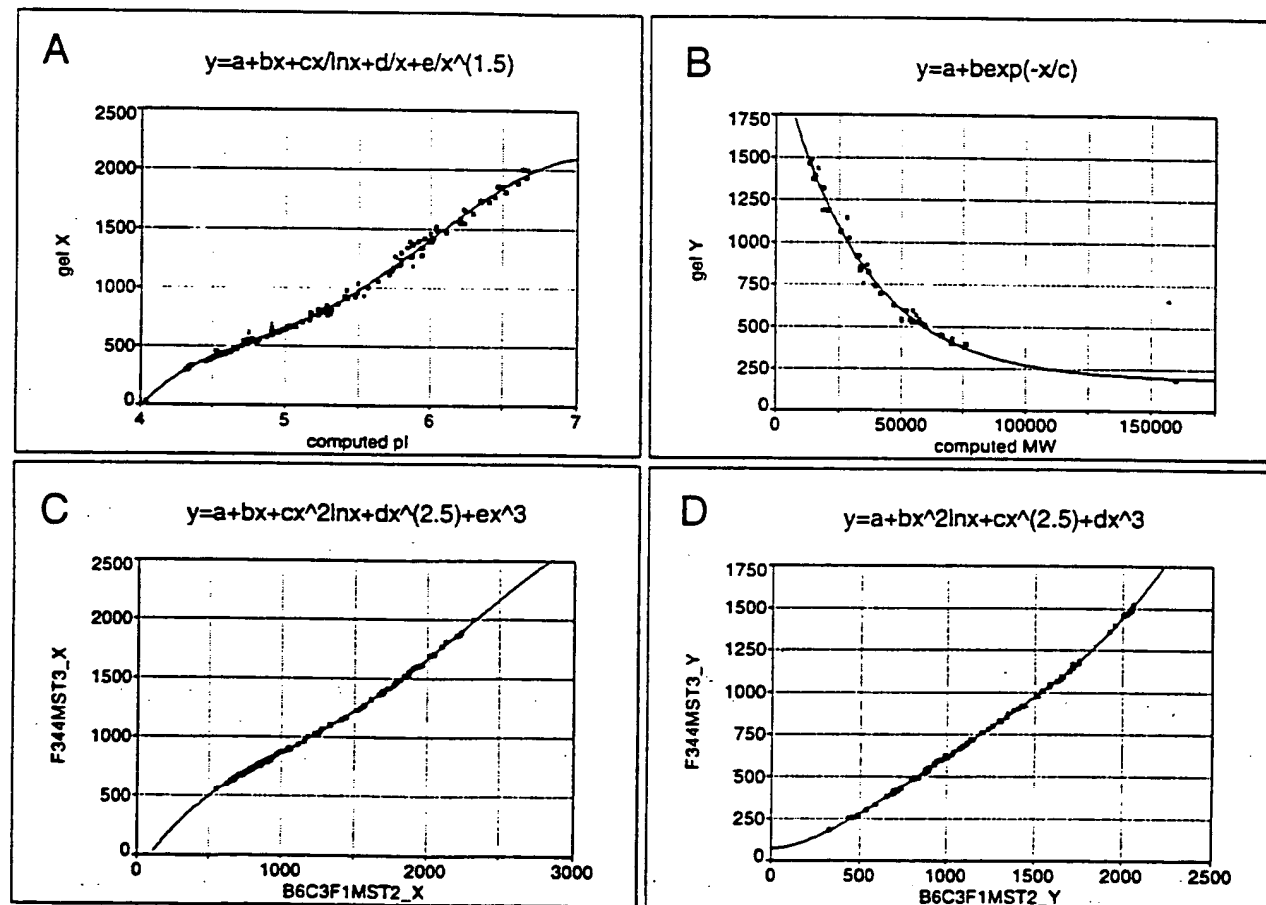 A
y=a+bx+cx/lnx+d/x+e/x^(1.5)
2500
2000
1500
1000
500
0
gel X
4 5 6 7
computed pI
B
y=a+bexp(-x/c)
1750
1500
1250
1000
750
500
250
0
gel Y
0 50000 100000 150000
computed MW
C
y=a+bx+cx^2lnx+dx^(2.5)+ex^3
2500
2000
1500
1000
500
0
F344MST3_X
0 1000 2000 3000
B6C3F1MST2_X
D
y=a+bx^2lnx+cx^(2.5)+dx^3
1750
1500
1250
1000
750
500
250
0
F344MST3_Y
0 500 1000 1500 2000 2500
B6C3F1MST2_Y